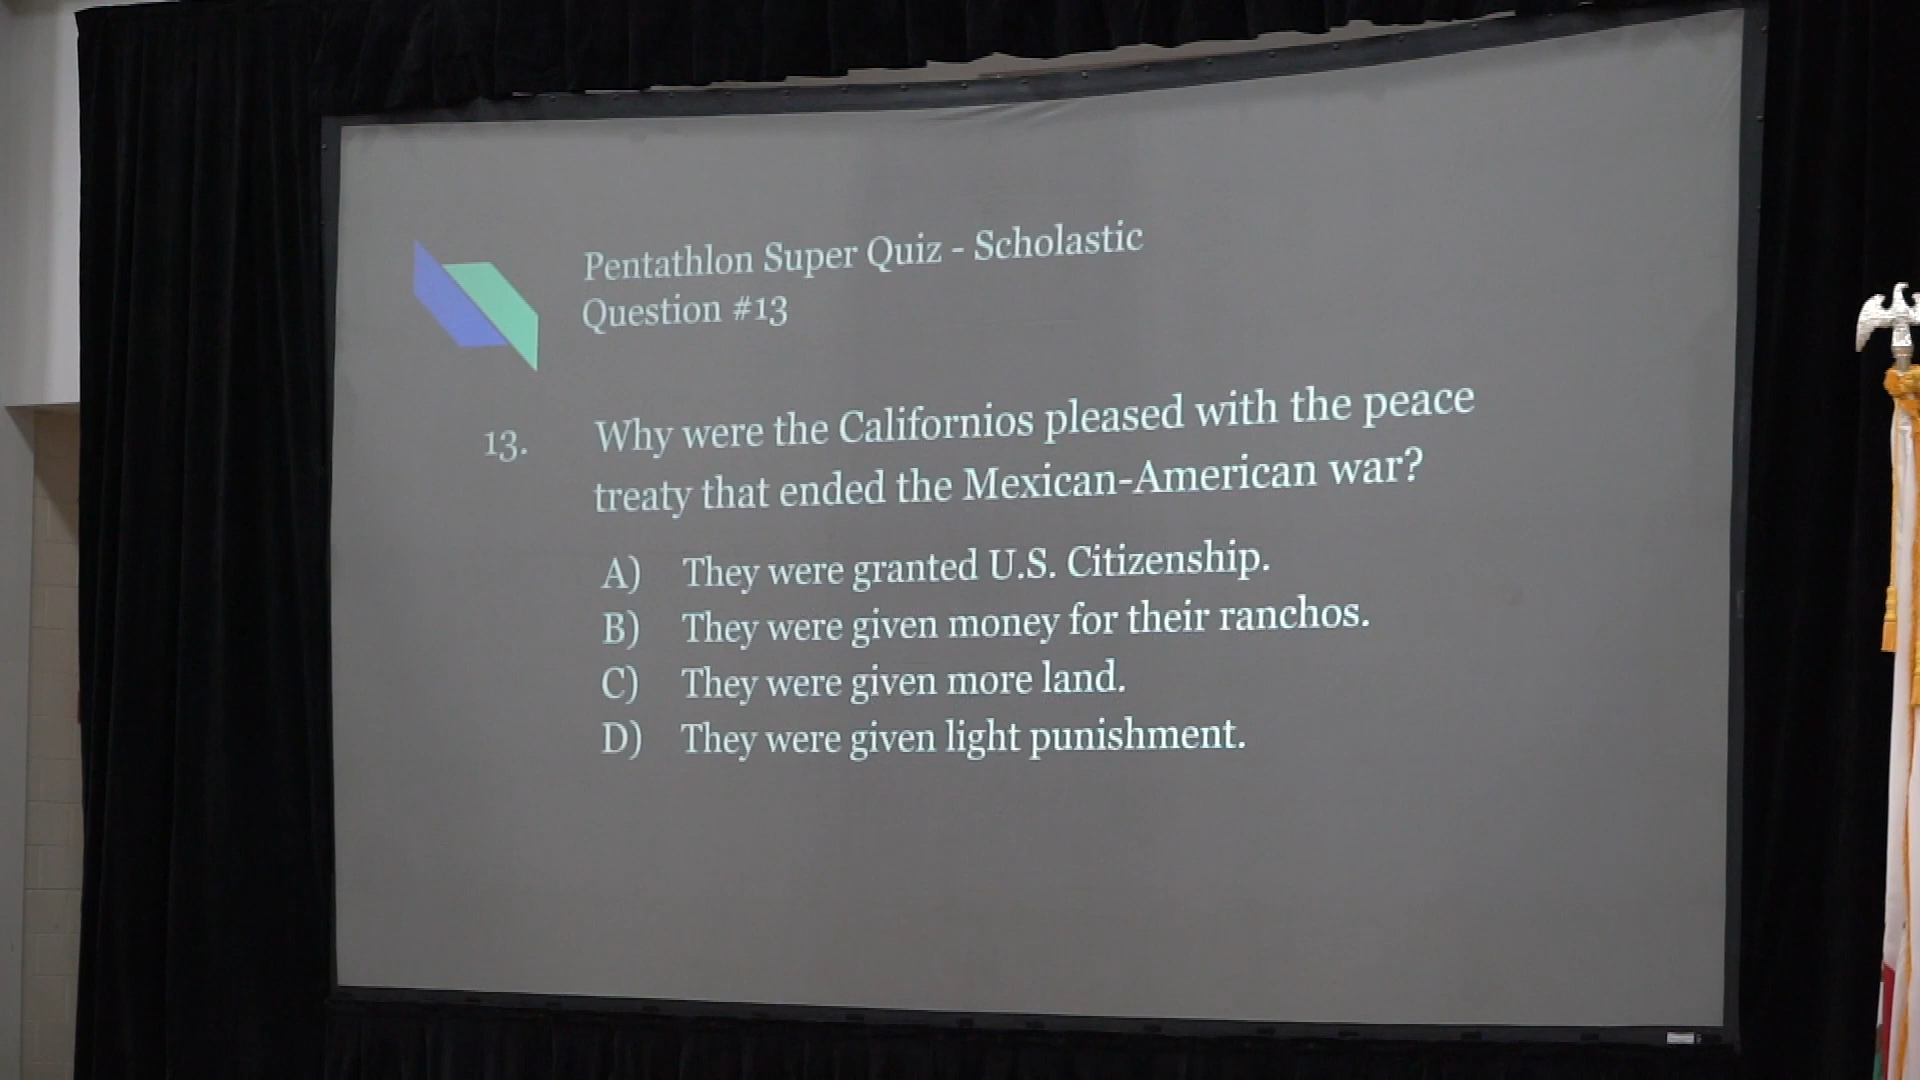 Pentathlon Super Quiz - Scholastic
Question #13
13. Why were the Californios pleased with the peace
treaty that ended the Mexican-American war?
A) They were granted U.S. Citizenship.
B) They were given money for their ranchos.
C) They were given more land.
D) They were given light punishment.